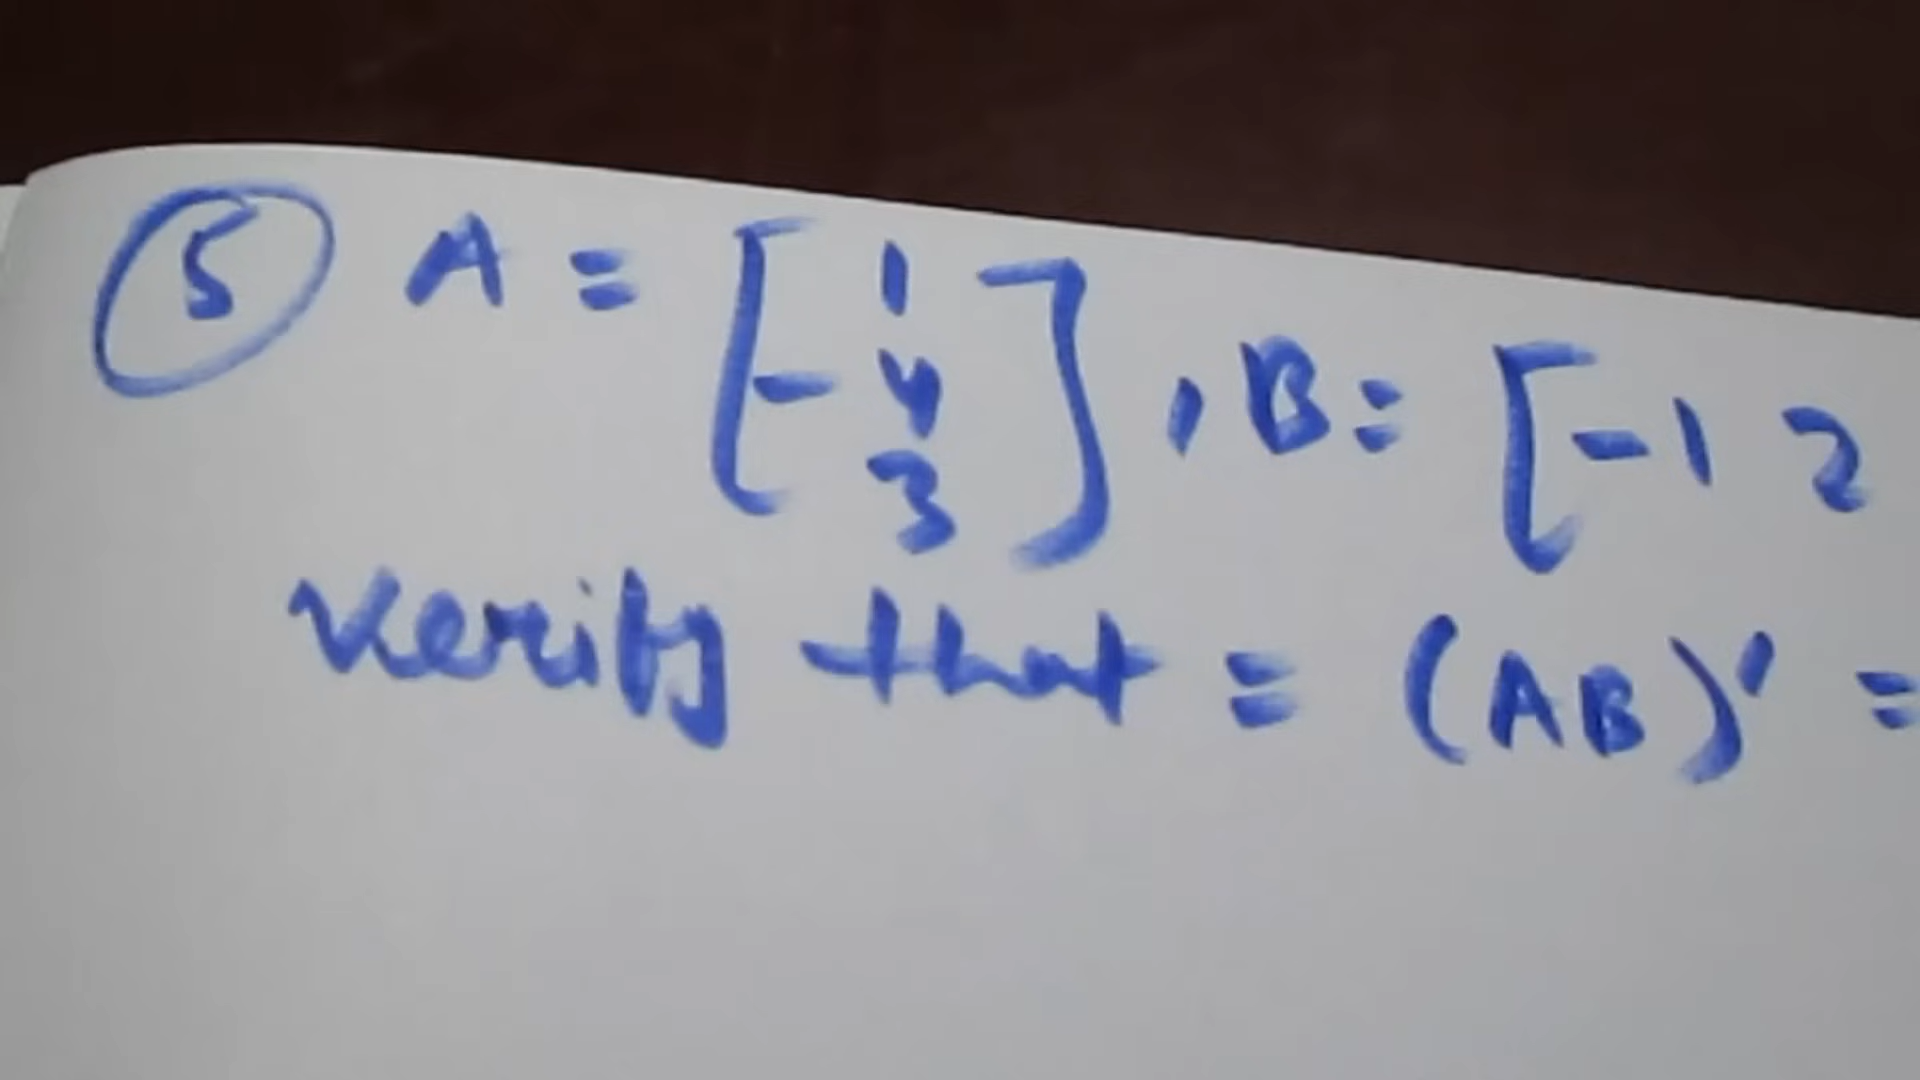 ⑤ A = [ 1 -4 3 ] , B = [ -1 2
verify that = (AB)' =